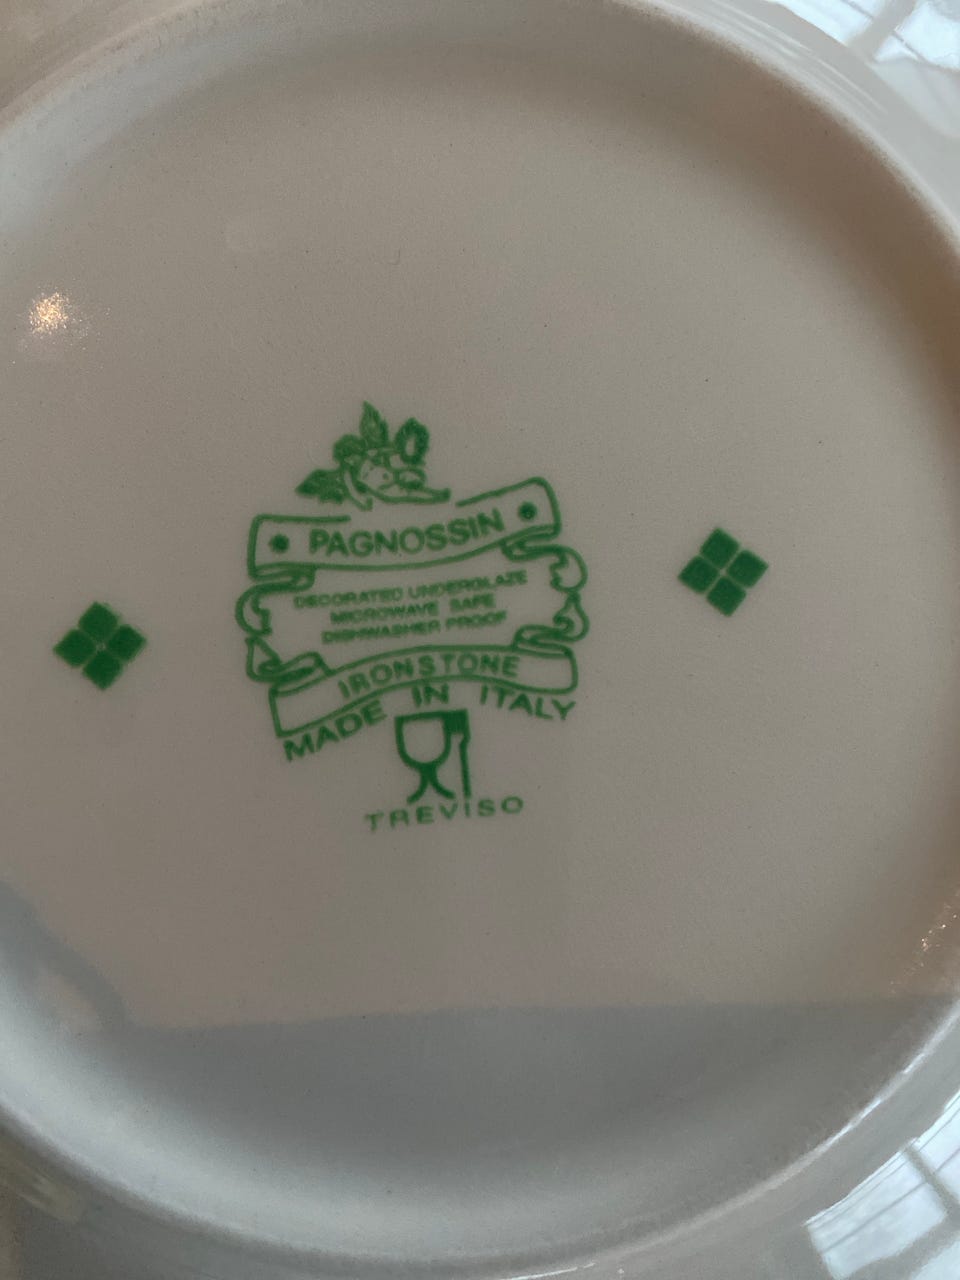 PAGNOSSIN
DECORATED UNDERGLAZE
MICROWAVE SAFE
DISHWASHER PROOF
IRONSTONE
MADE IN ITALY
TREVISO